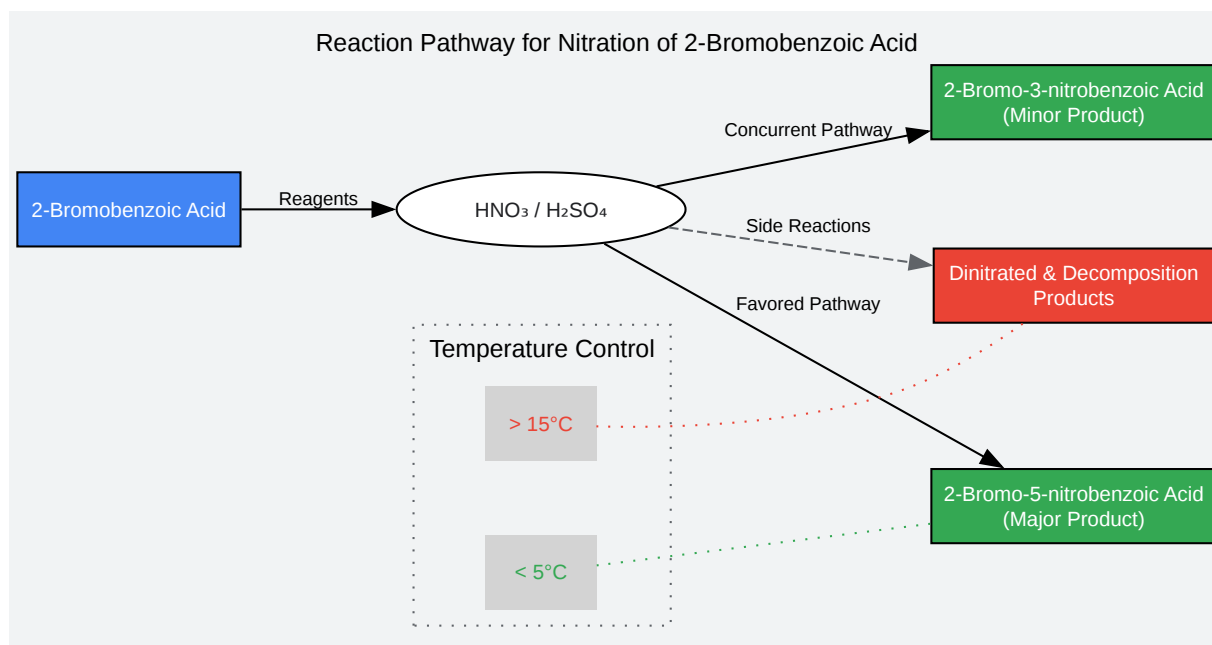 Reaction Pathway for Nitration of 2-Bromobenzoic Acid
2-Bromobenzoic Acid
Reagents
HNO₃ / H₂SO₄
Concurrent Pathway
2-Bromo-3-nitrobenzoic Acid
(Minor Product)
Side Reactions
Dinitrated & Decomposition
Products
Favored Pathway
2-Bromo-5-nitrobenzoic Acid
(Major Product)
Temperature Control
> 15°C
< 5°C